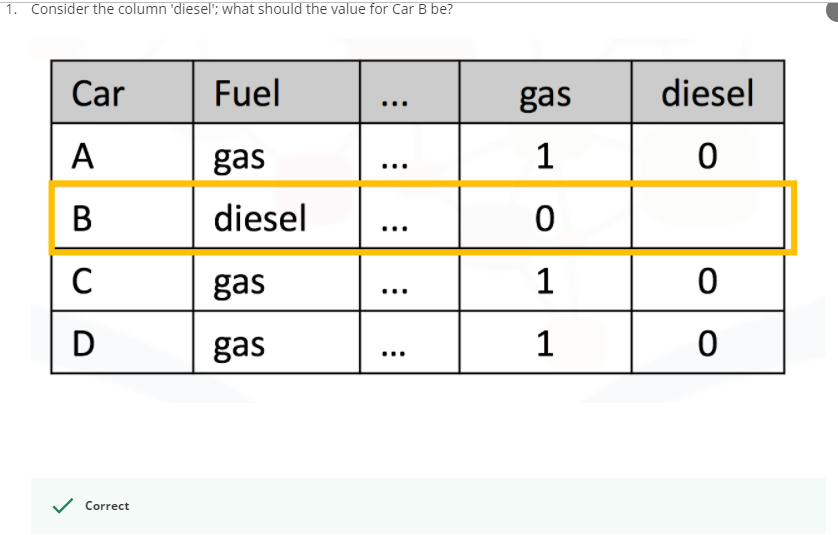 1. Consider the column 'diesel'; what should the value for Car B be?
Car Fuel ... gas diesel
A gas ... 1 0
B diesel ... 0
C gas ... 1 0
D gas ... 1 0
Correct